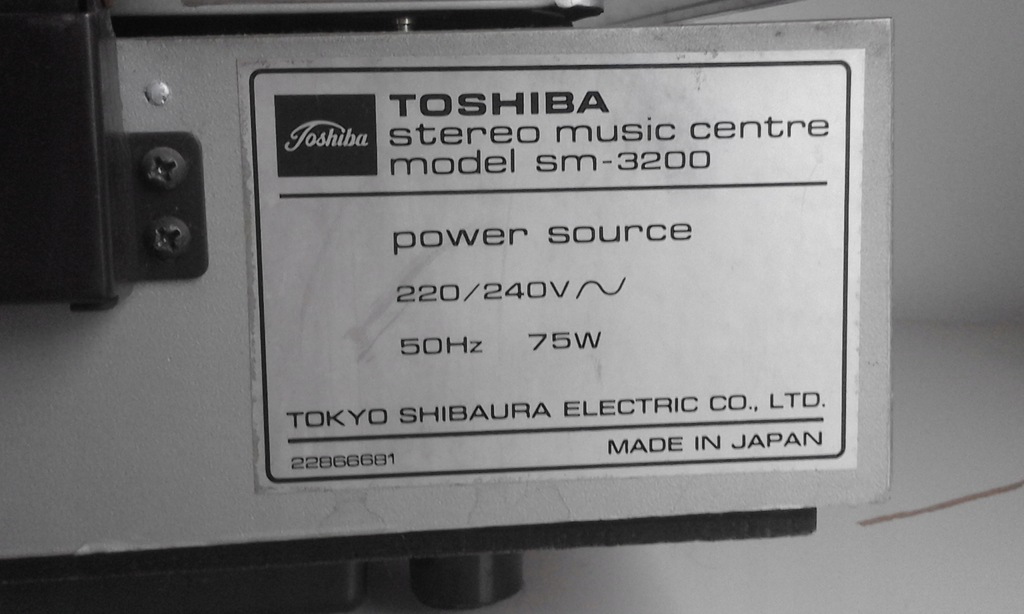 Toshiba
TOSHIBA
stereo music centre
model sm-3200
power source
220/240V~
50Hz 75W
TOKYO SHIBAURA ELECTRIC CO., LTD.
MADE IN JAPAN
22866681